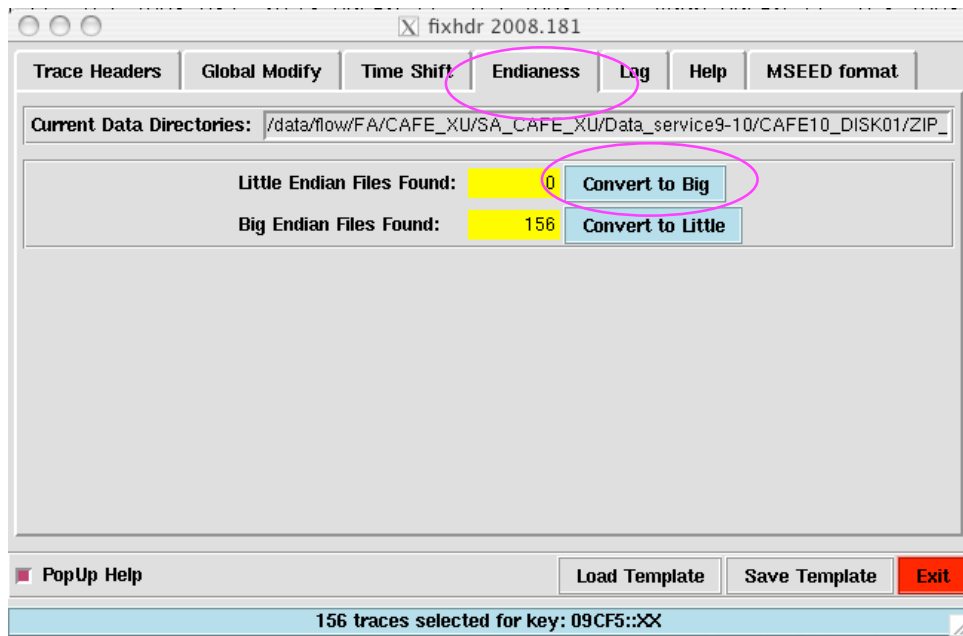 fixhdr 2008.181
Trace Headers Global Modify Time Shift Endianess Log Help MSEED format
Current Data Directories: /data/flow/FA/CAFE_XU/SA_CAFE_XU/Data_service9-10/CAFE10_DISK01/ZIP_
Little Endian Files Found: 0 Convert to Big
Big Endian Files Found: 156 Convert to Little
PopUp Help Load Template Save Template Exit
156 traces selected for key: 09CF5::XX